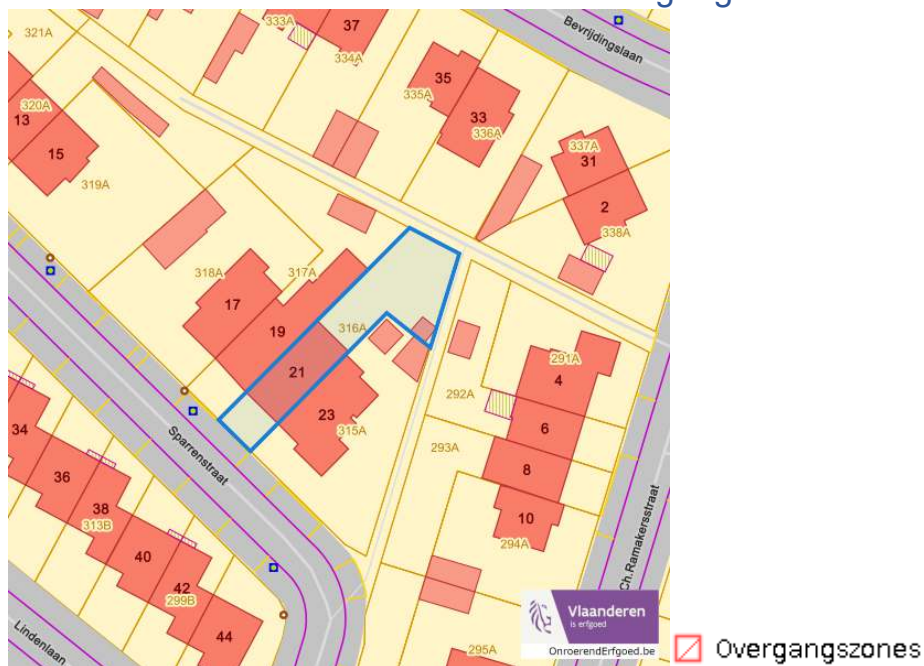 321A
333A
37
334A
Bevrijdingslaan
35
335A
33
336A
320A
13
15
319A
337A
31
2
338A
318A
317A
17
19
316A
21
23
315A
291A
4
292A
6
293A
8
10
294A
Sparrenstraat
34
36
38
313B
40
42
299B
44
Lindenlaan
Ch.Ramakersstraat
295A
Vlaanderen
is erfgoed
OnroerendErfgoed.be
Overgangszones